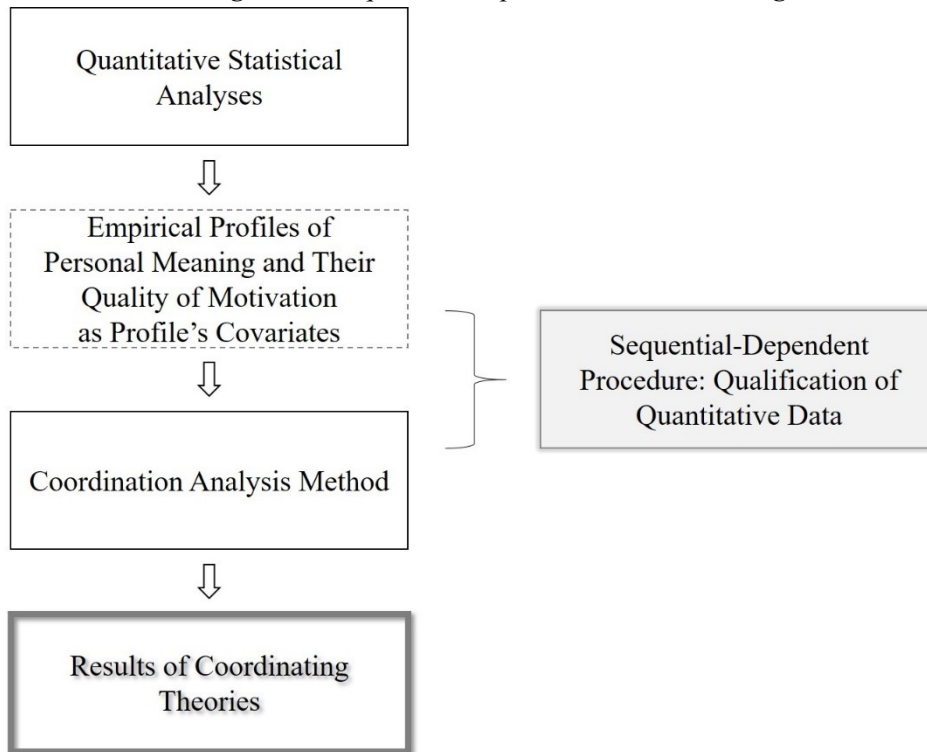 Quantitative Statistical
Analyses
Empirical Profiles of
Personal Meaning and Their
Quality of Motivation
as Profile’s Covariates
Sequential-Dependent
Procedure: Qualification of
Quantitative Data
Coordination Analysis Method
Results of Coordinating
Theories